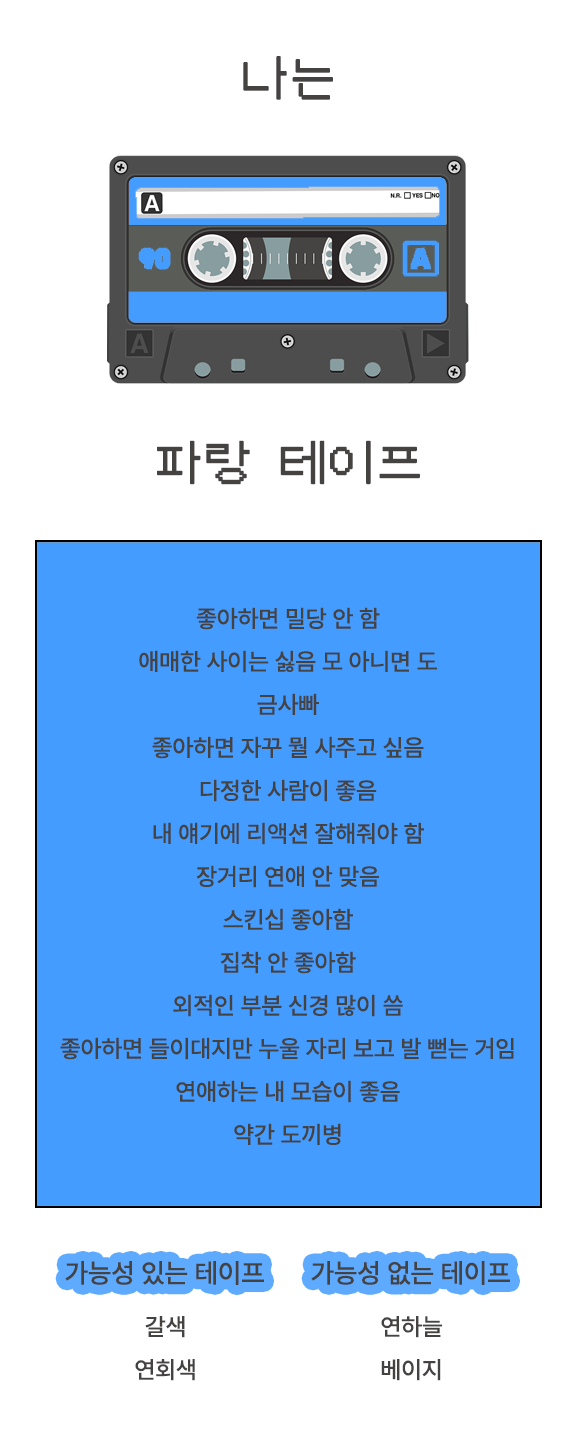 나는
A
N.R. YES NO
90
A
A
파랑 테이프
좋아하면 밀당 안 함
애매한 사이는 싫음 모 아니면 도
금사빠
좋아하면 자꾸 뭘 사주고 싶음
다정한 사람이 좋음
내 얘기에 리액션 잘해줘야 함
장거리 연애 안 맞음
스킨십 좋아함
집착 안 좋아함
외적인 부분 신경 많이 씀
좋아하면 들이대지만 누울 자리 보고 발 뻗는 거임
연애하는 내 모습이 좋음
약간 도끼병
가능성 있는 테이프
갈색
연회색
가능성 없는 테이프
연하늘
베이지